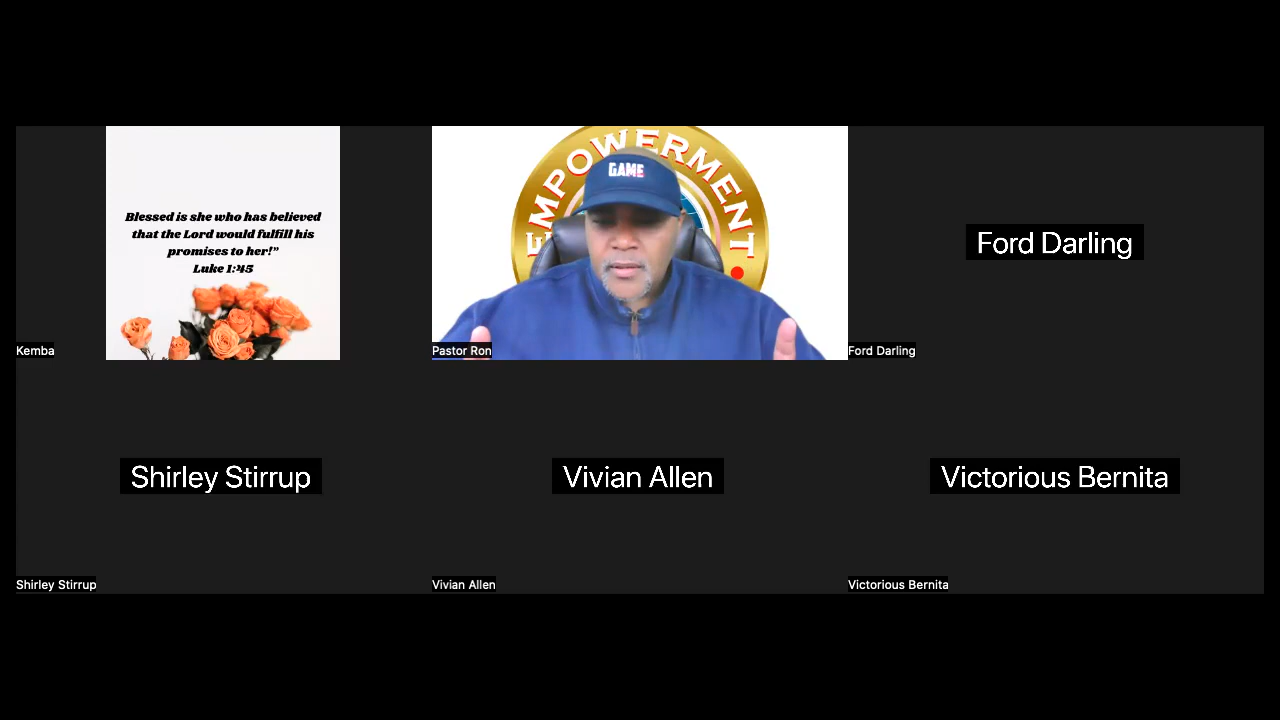 Blessed is she who has believed
that the Lord would fulfill his
promises to her!"
Luke 1:45
Kemba
EMPOWERMENT
GAME
Pastor Ron
Ford Darling
Ford Darling
Shirley Stirrup
Shirley Stirrup
Vivian Allen
Vivian Allen
Victorious Bernita
Victorious Bernita